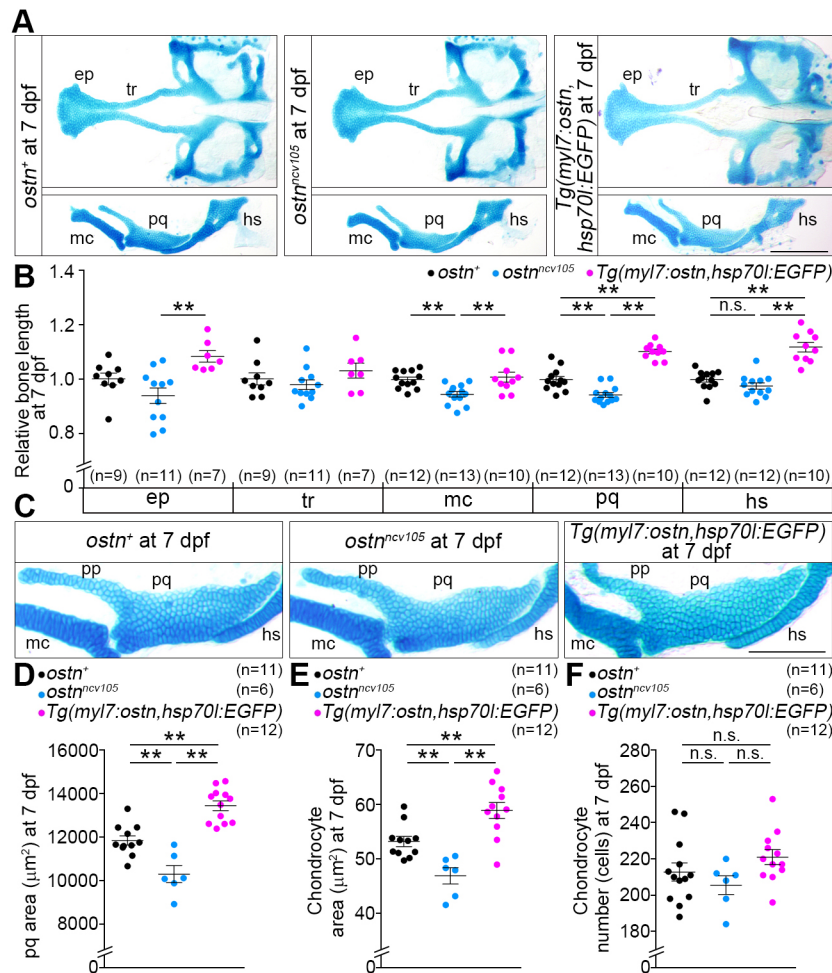 A
ostn⁺ at 7 dpf
ep
tr
mc
pq
hs
ostnⁿᶜᵛ¹⁰⁵ at 7 dpf
ep
tr
mc
pq
hs
Tg(myl7:ostn,
hsp70l:EGFP) at 7 dpf
ep
tr
mc
pq
hs
B
ostn⁺ ostnⁿᶜᵛ¹⁰⁵ Tg(myl7:ostn,hsp70l:EGFP)
Relative bone length
at 7 dpf
1.4
1.2
1.0
0.8
0
**
** **
**
** **
**
n.s. **
(n=9) (n=11) (n=7) (n=9) (n=11) (n=7) (n=12) (n=13) (n=10) (n=12) (n=13) (n=10) (n=12) (n=12) (n=10)
ep tr mc pq hs
C
ostn⁺ at 7 dpf
pp
pq
mc
hs
ostnⁿᶜᵛ¹⁰⁵ at 7 dpf
pp
pq
mc
hs
Tg(myl7:ostn,hsp70l:EGFP)
at 7 dpf
pp
pq
mc
hs
D
ostn⁺ (n=11)
ostnⁿᶜᵛ¹⁰⁵ (n=6)
Tg(myl7:ostn,hsp70l:EGFP)
(n=12)
pq area (μm²) at 7 dpf
16000
14000
12000
10000
8000
0
**
** **
E
ostn⁺ (n=11)
ostnⁿᶜᵛ¹⁰⁵ (n=6)
Tg(myl7:ostn,hsp70l:EGFP)
(n=12)
Chondrocyte
area (μm²) at 7 dpf
70
60
50
40
0
**
** **
F
ostn⁺ (n=11)
ostnⁿᶜᵛ¹⁰⁵ (n=6)
Tg(myl7:ostn,hsp70l:EGFP)
(n=12)
Chondrocyte
number (cells) at 7 dpf
280
260
240
220
200
180
0
n.s.
n.s. n.s.